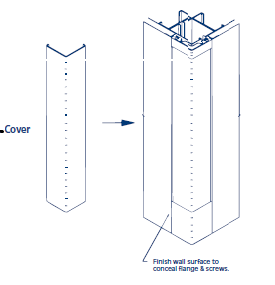 Cover
Finish wall surface to
conceal flange & screws.